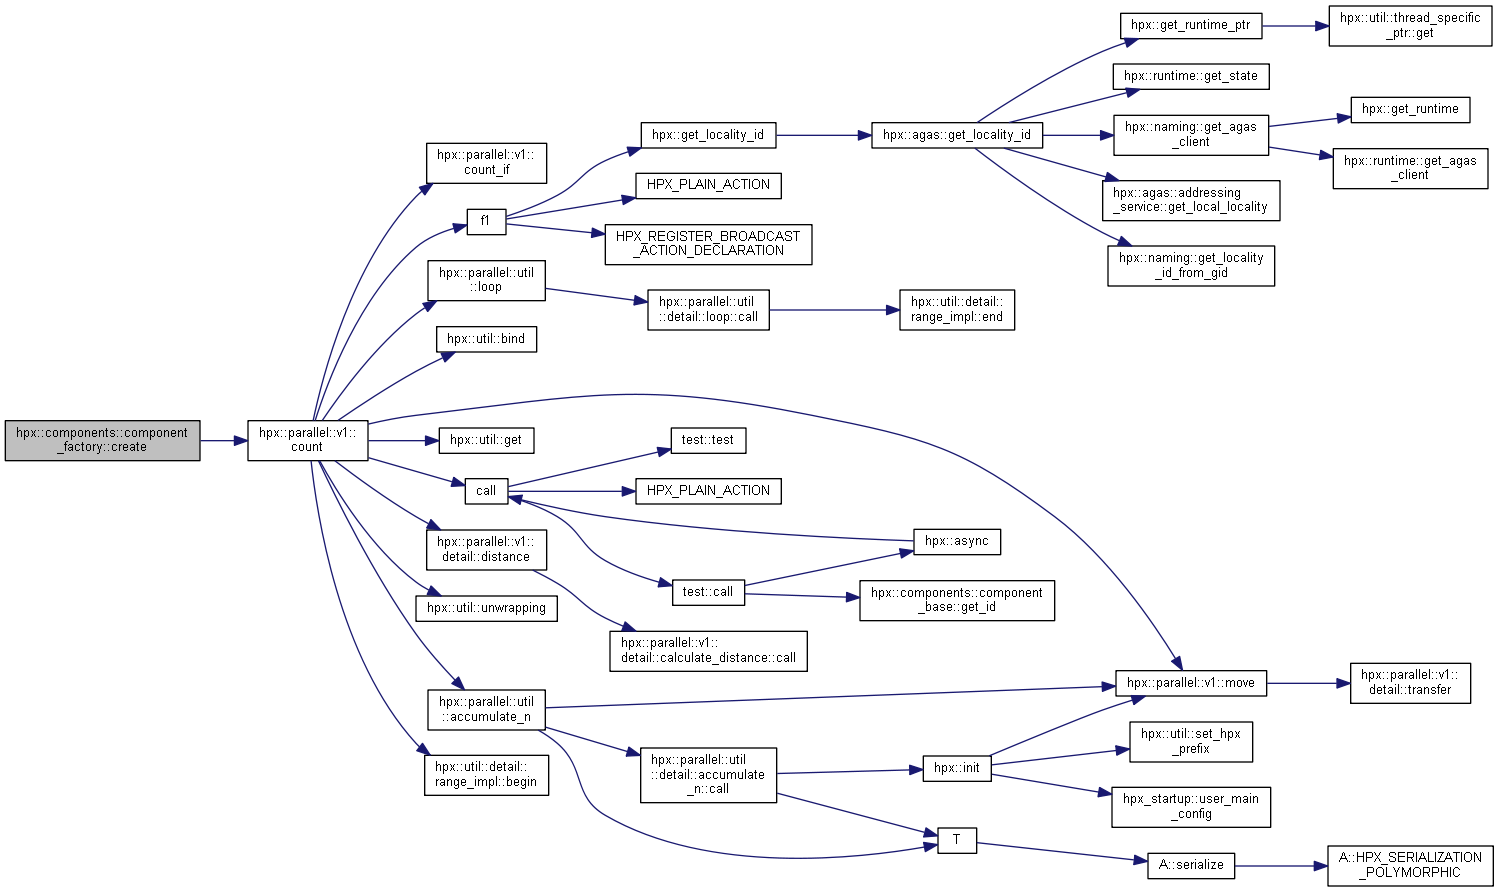 hpx::components::component
_factory::create
hpx::parallel::v1::
count
hpx::parallel::v1::
count_if
f1
hpx::parallel::util
::loop
hpx::util::bind
hpx::util::get
call
hpx::parallel::v1::
detail::distance
hpx::util::unwrapping
hpx::parallel::util
::accumulate_n
hpx::util::detail::
range_impl::begin
hpx::get_locality_id
HPX_PLAIN_ACTION
HPX_REGISTER_BROADCAST
_ACTION_DECLARATION
hpx::parallel::util
::detail::loop::call
test::test
HPX_PLAIN_ACTION
test::call
hpx::parallel::v1::
detail::calculate_distance::call
hpx::parallel::util
::detail::accumulate
_n::call
hpx::agas::get_locality_id
hpx::util::detail::
range_impl::end
hpx::async
hpx::components::component
_base::get_id
hpx::init
T
hpx::get_runtime_ptr
hpx::runtime::get_state
hpx::naming::get_agas
_client
hpx::agas::addressing
_service::get_local_locality
hpx::naming::get_locality
_id_from_gid
hpx::parallel::v1::move
hpx::util::set_hpx
_prefix
hpx_startup::user_main
_config
A::serialize
hpx::util::thread_specific
_ptr::get
hpx::get_runtime
hpx::runtime::get_agas
_client
hpx::parallel::v1::
detail::transfer
A::HPX_SERIALIZATION
_POLYMORPHIC